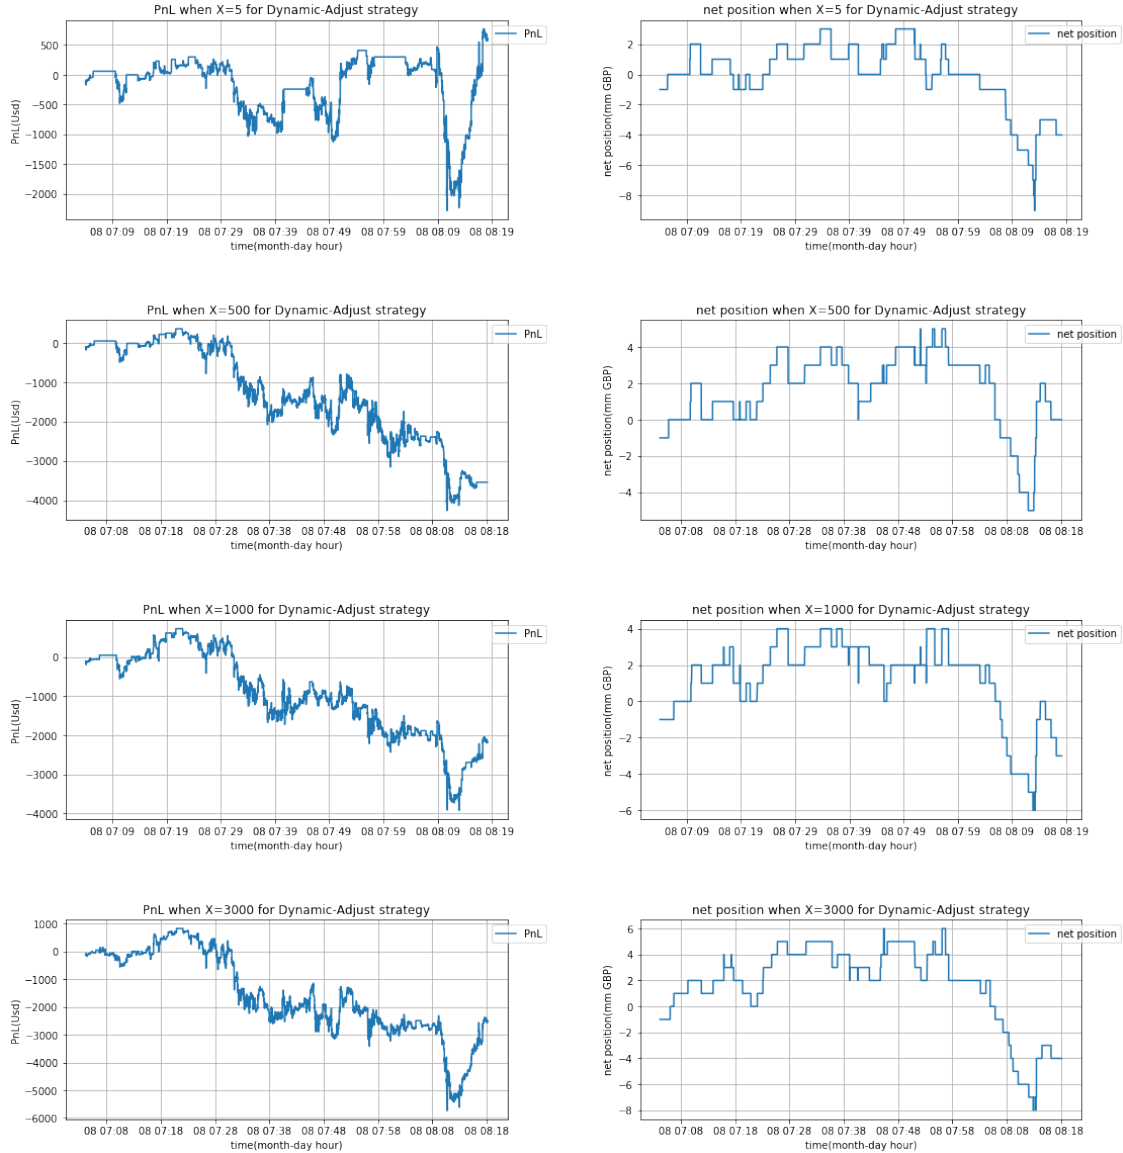 PnL when X=5 for Dynamic-Adjust strategy
PnL
500
0
−500
−1000
−1500
−2000
PnL(Usd)
08 07:09 08 07:19 08 07:29 08 07:39 08 07:49 08 07:59 08 08:09 08 08:19
time(month-day hour)
net position when X=5 for Dynamic-Adjust strategy
net position
2
0
−2
−4
−6
−8
net position(mm GBP)
08 07:09 08 07:19 08 07:29 08 07:39 08 07:49 08 07:59 08 08:09 08 08:19
time(month-day hour)
PnL when X=500 for Dynamic-Adjust strategy
PnL
0
−1000
−2000
−3000
−4000
PnL(Usd)
08 07:08 08 07:18 08 07:28 08 07:38 08 07:48 08 07:58 08 08:08 08 08:18
time(month-day hour)
net position when X=500 for Dynamic-Adjust strategy
net position
4
2
0
−2
−4
net position(mm GBP)
08 07:08 08 07:18 08 07:28 08 07:38 08 07:48 08 07:58 08 08:08 08 08:18
time(month-day hour)
PnL when X=1000 for Dynamic-Adjust strategy
PnL
0
−1000
−2000
−3000
−4000
PnL(Usd)
08 07:09 08 07:19 08 07:29 08 07:39 08 07:49 08 07:59 08 08:09 08 08:19
time(month-day hour)
net position when X=1000 for Dynamic-Adjust strategy
net position
4
2
0
−2
−4
−6
net position(mm GBP)
08 07:09 08 07:19 08 07:29 08 07:39 08 07:49 08 07:59 08 08:09 08 08:19
time(month-day hour)
PnL when X=3000 for Dynamic-Adjust strategy
PnL
1000
0
−1000
−2000
−3000
−4000
−5000
−6000
PnL(Usd)
08 07:08 08 07:18 08 07:28 08 07:38 08 07:48 08 07:58 08 08:08 08 08:18
time(month-day hour)
net position when X=3000 for Dynamic-Adjust strategy
net position
6
4
2
0
−2
−4
−6
−8
net position(mm GBP)
08 07:08 08 07:18 08 07:28 08 07:38 08 07:48 08 07:58 08 08:08 08 08:18
time(month-day hour)